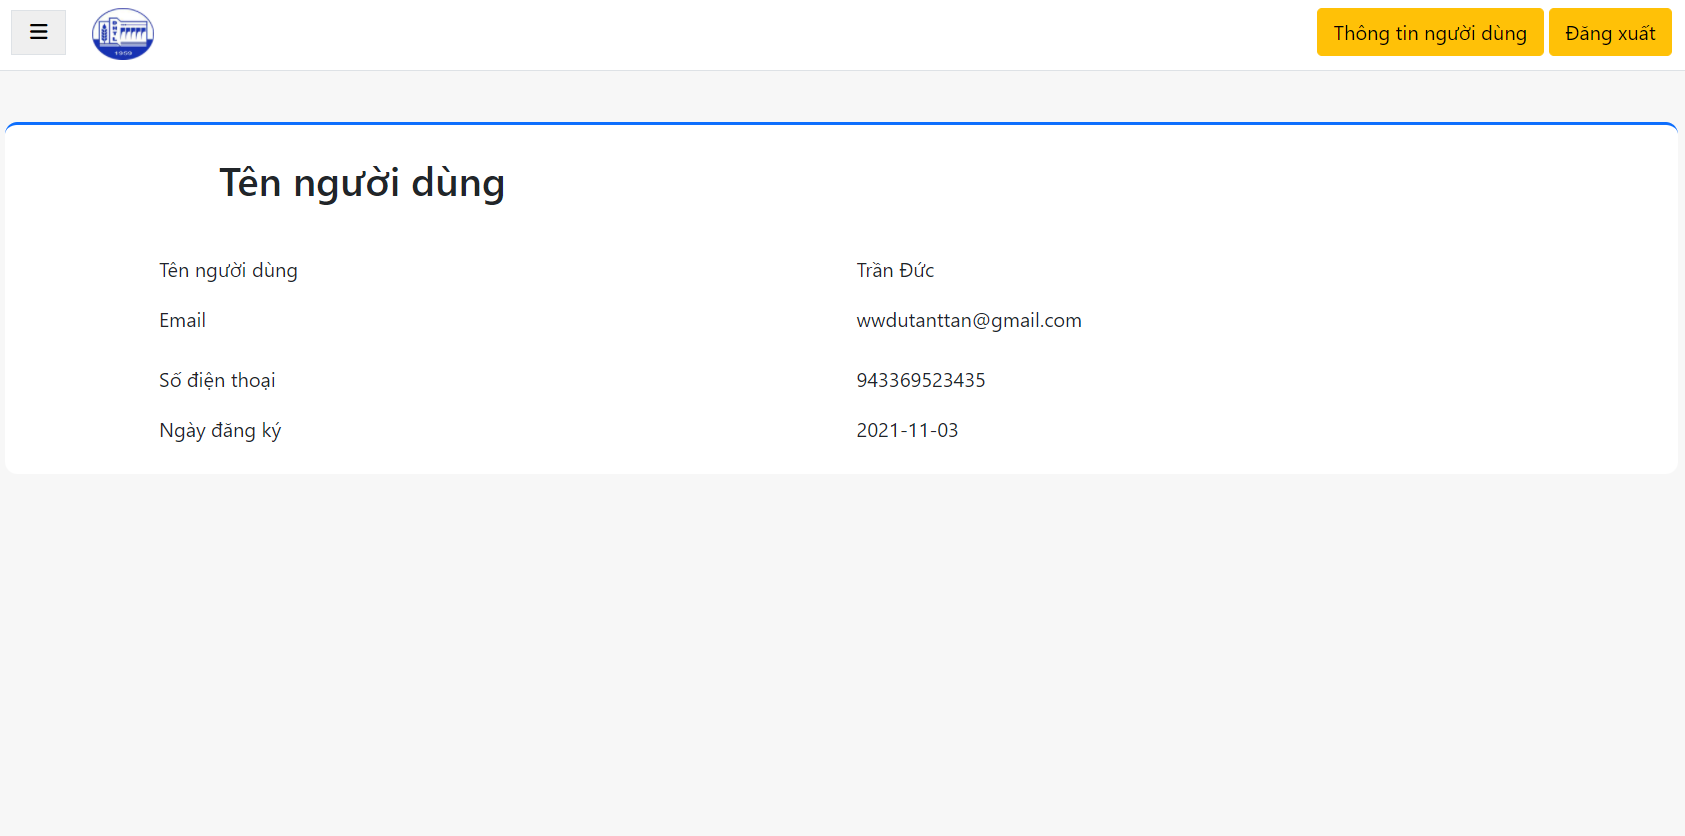 Thông tin người dùng
Đăng xuất
1959
Tên người dùng
Tên người dùng Trần Đức
Email wwdutanttan@gmail.com
Số điện thoại 943369523435
Ngày đăng ký 2021-11-03